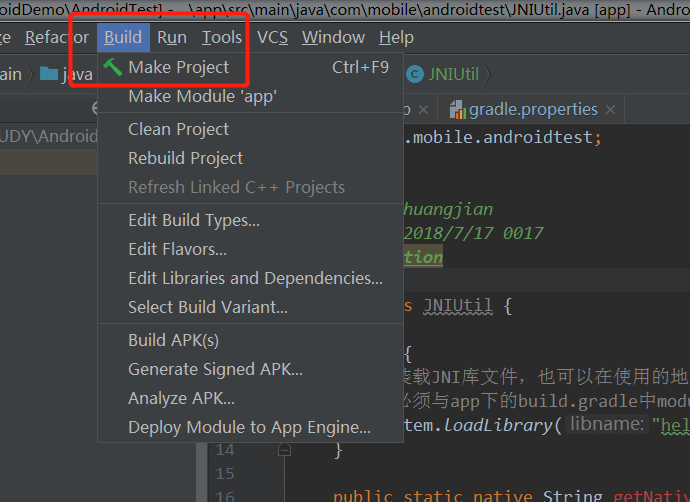 oidDemo\AndroidTest] - ...\app\src\main\java\com\mobile\androidtest\JNIUtil.java [app] - Andro
ze Refactor Build Run Tools VCS Window Help
ain java JNIUtil
Make Project Ctrl+F9
Make Module 'app'
gradle.properties
UDY\Android
.mobile.androidtest;
Clean Project
Rebuild Project
Refresh Linked C++ Projects
huangjian
2018/7/17 0017
tion
Edit Build Types...
Edit Flavors...
Edit Libraries and Dependencies...
Select Build Variant...
s JNIUtil {
{
Build APK(s)
Generate Signed APK...
Analyze APK...
Deploy Module to App Engine...
装载JNI库文件，也可以在使用的地
必须与app下的build.gradle中modu
tem.loadLibrary( libname: "hel
14 }
15
16 public static native String getNativ